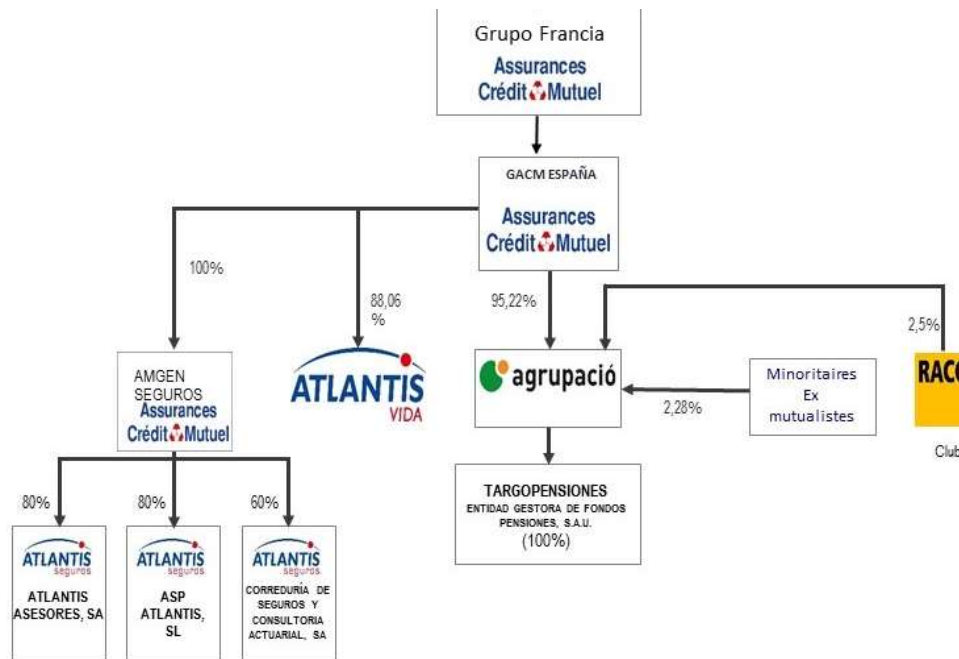 Grupo Francia
Assurances
Crédit Mutuel
GACM ESPAÑA
Assurances
Crédit Mutuel
100%
88,06
%
95,22%
2,5%
AMGEN
SEGUROS
Assurances
Crédit Mutuel
ATLANTIS
VIDA
agrupació
2,28%
Minoritaires
Ex
mutualistes
RACC
Club
80%
80%
60%
TARGOPENSIONES
ENTIDAD GESTORA DE FONDOS
PENSIONES, S.A.U.
(100%)
ATLANTIS
seguros
ATLANTIS
ASESORES, SA
ATLANTIS
seguros
ASP
ATLANTIS,
SL
ATLANTIS
seguros
CORREDURÍA DE
SEGUROS Y
CONSULTORIA
ACTUARIAL, SA